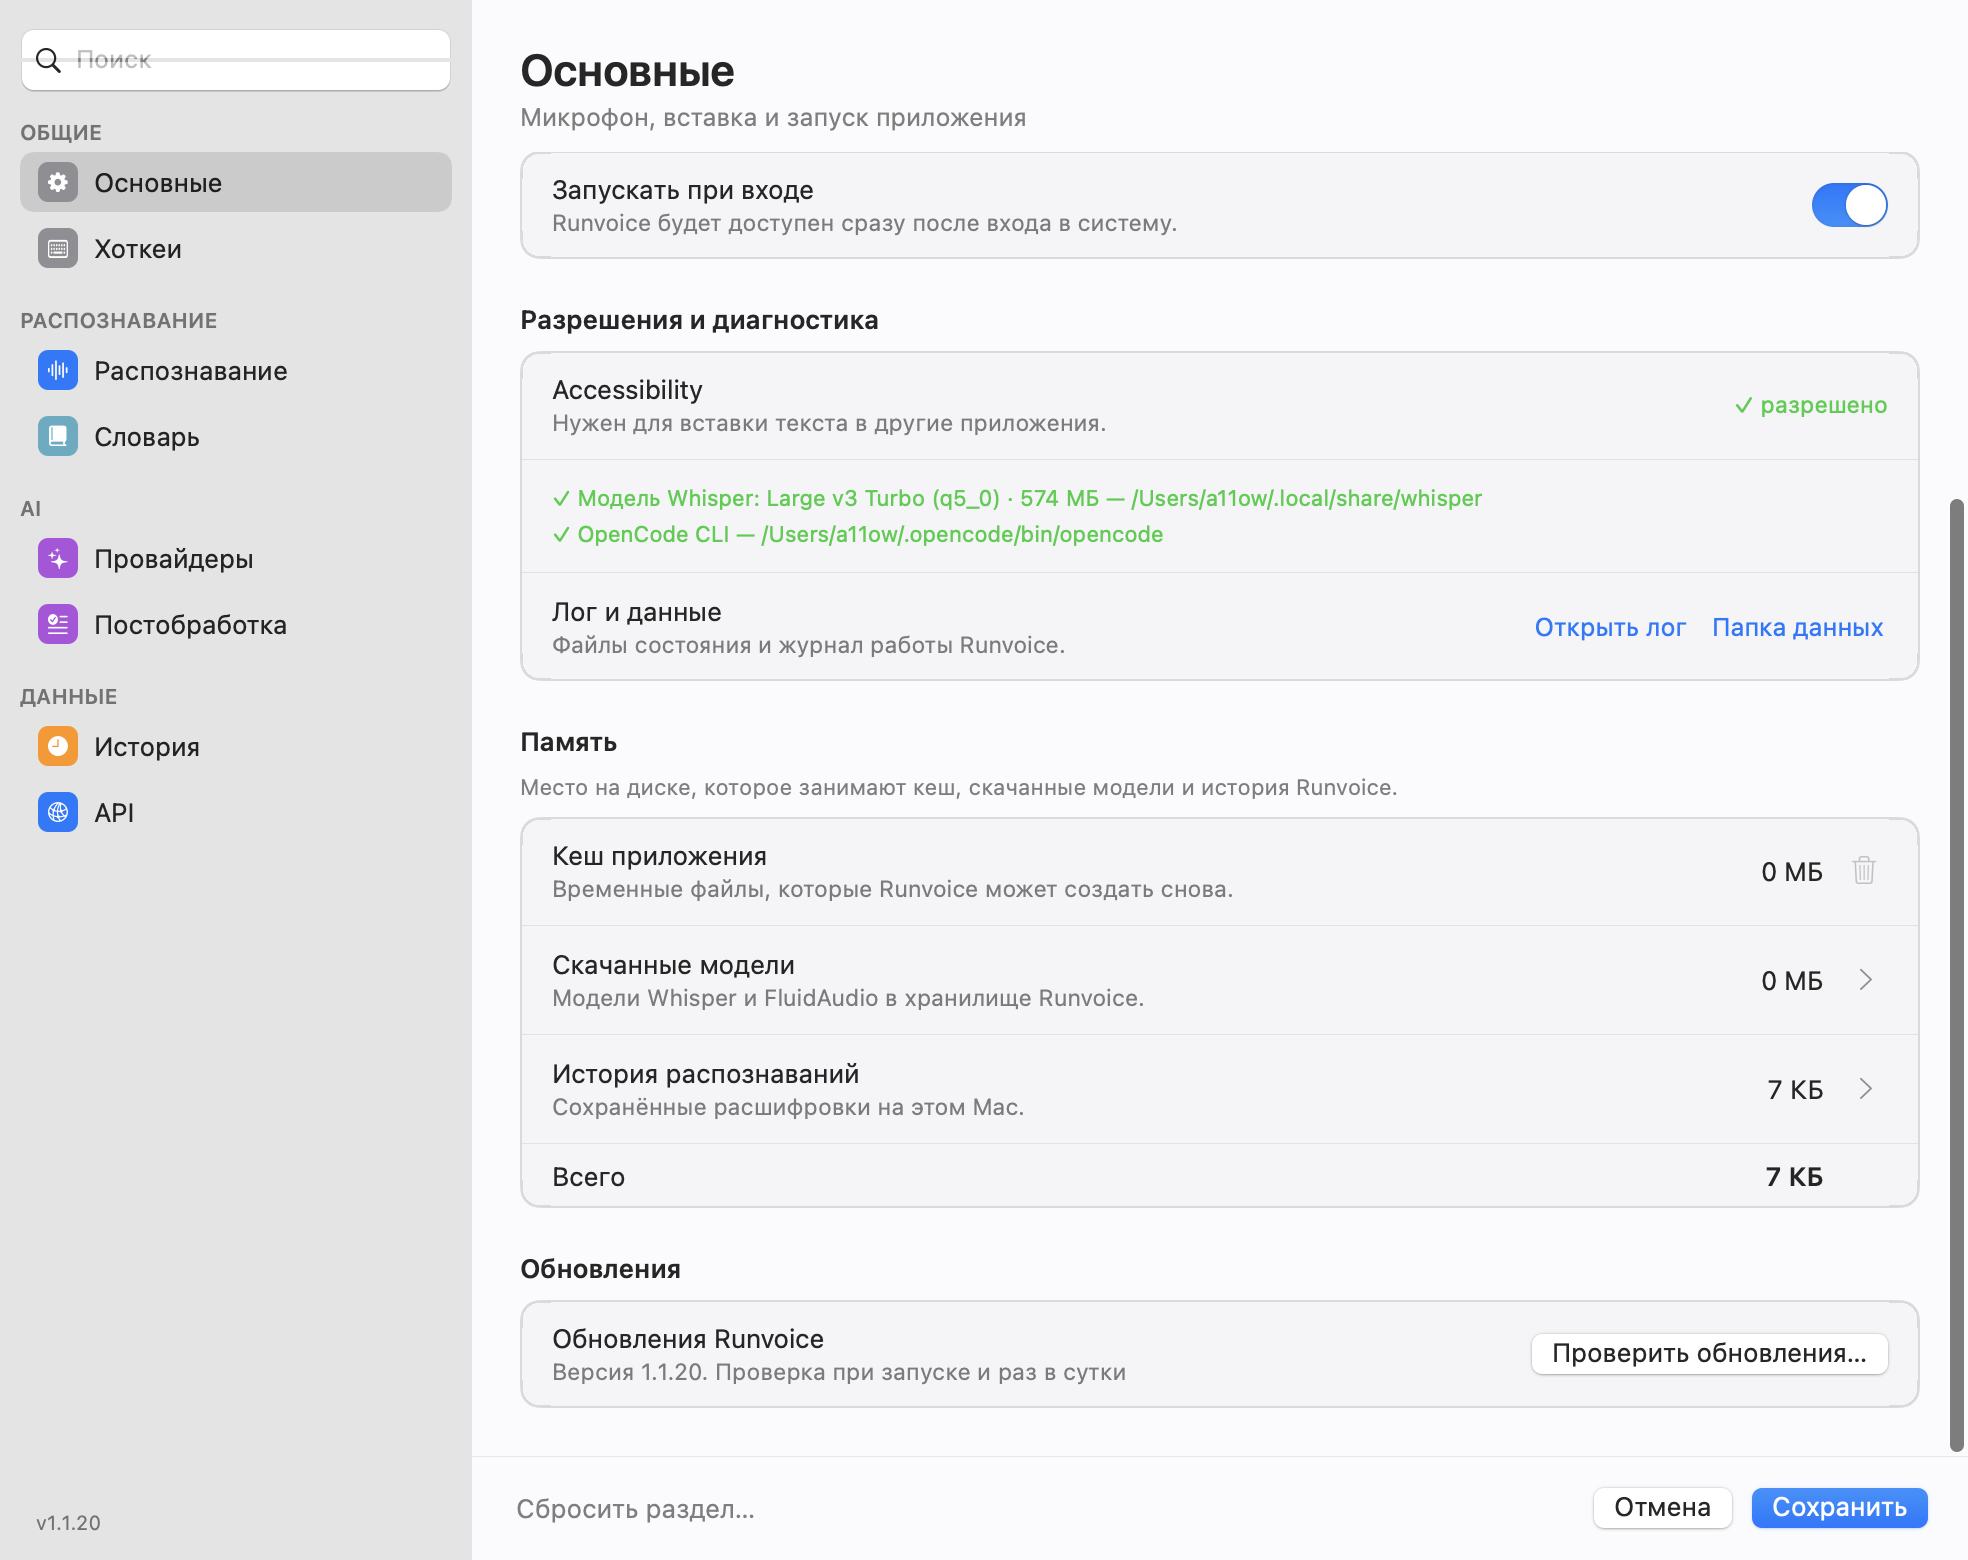 Поиск
ОБЩИЕ
Основные
Хоткеи
РАСПОЗНАВАНИЕ
Распознавание
Словарь
AI
Провайдеры
Постобработка
ДАННЫЕ
История
API
v1.1.20
Основные
Микрофон, вставка и запуск приложения
Запускать при входе
Runvoice будет доступен сразу после входа в систему.
Разрешения и диагностика
Accessibility
Нужен для вставки текста в другие приложения.
✓ разрешено
✓ Модель Whisper: Large v3 Turbo (q5_0) · 574 МБ — /Users/a11ow/.local/share/whisper
✓ OpenCode CLI — /Users/a11ow/.opencode/bin/opencode
Лог и данные
Файлы состояния и журнал работы Runvoice.
Открыть лог Папка данных
Память
Место на диске, которое занимают кеш, скачанные модели и история Runvoice.
Кеш приложения
Временные файлы, которые Runvoice может создать снова.
0 МБ
Скачанные модели
Модели Whisper и FluidAudio в хранилище Runvoice.
0 МБ
История распознаваний
Сохранённые расшифровки на этом Mac.
7 КБ
Всего 7 КБ
Обновления
Обновления Runvoice
Версия 1.1.20. Проверка при запуске и раз в сутки
Проверить обновления...
Сбросить раздел... Отмена Сохранить